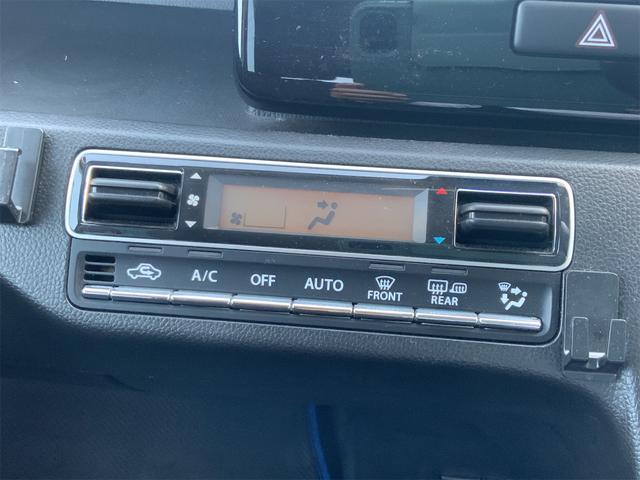 A/C OFF AUTO FRONT REAR